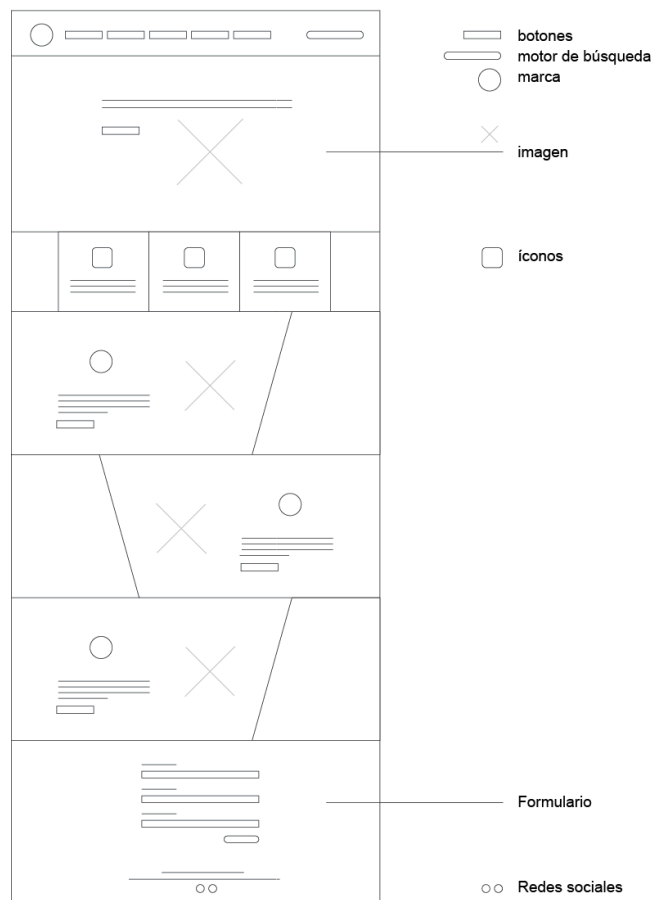 botones
motor de búsqueda
marca
imagen
íconos
Formulario
Redes sociales